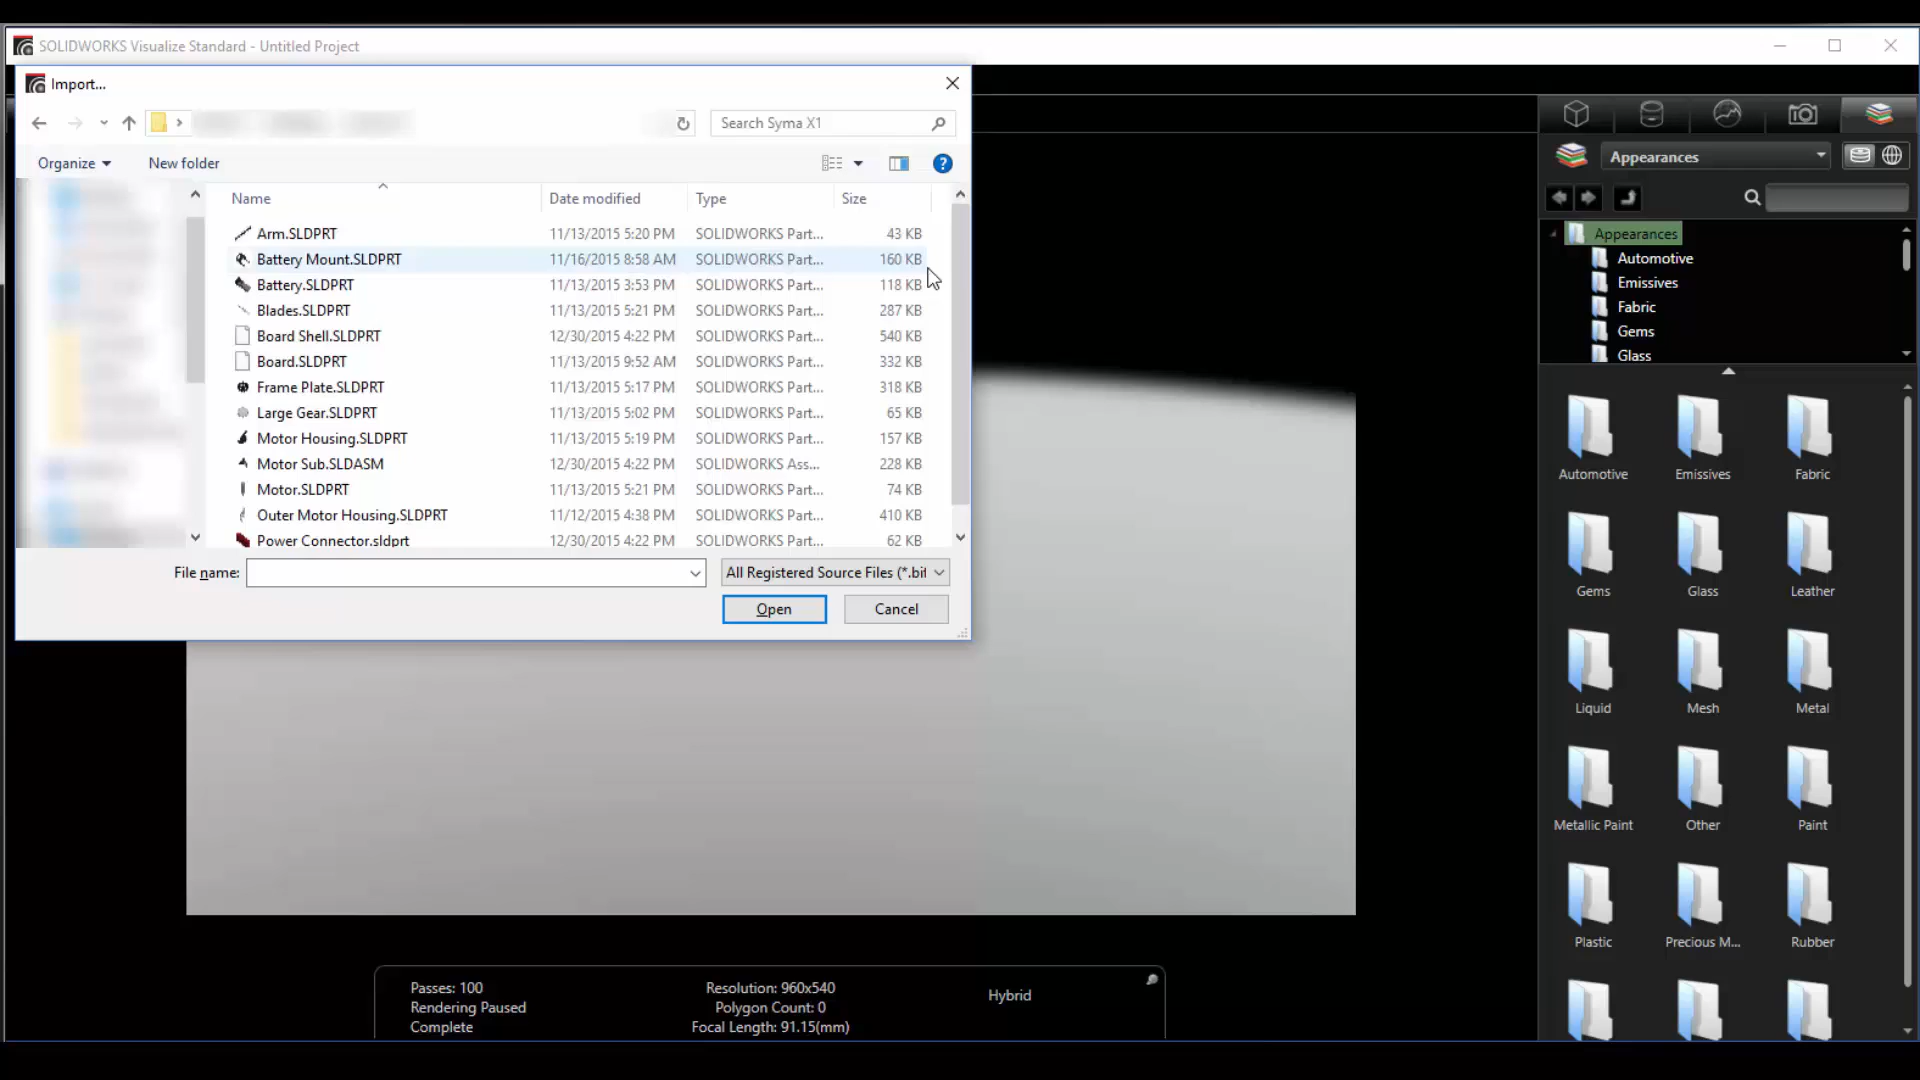 SOLIDWORKS Visualize Standard - Untitled Project
Import...
Search Syma X1
Organize
New folder
Name Date modified Type Size
Arm.SLDPRT 11/13/2015 5:20 PM SOLIDWORKS Part... 43 KB
Battery Mount.SLDPRT 11/16/2015 8:58 AM SOLIDWORKS Part... 160 KB
Battery.SLDPRT 11/13/2015 3:53 PM SOLIDWORKS Part... 118 KB
Blades.SLDPRT 11/13/2015 5:21 PM SOLIDWORKS Part... 287 KB
Board Shell.SLDPRT 12/30/2015 4:22 PM SOLIDWORKS Part... 540 KB
Board.SLDPRT 11/13/2015 9:52 AM SOLIDWORKS Part... 332 KB
Frame Plate.SLDPRT 11/13/2015 5:17 PM SOLIDWORKS Part... 318 KB
Large Gear.SLDPRT 11/13/2015 5:02 PM SOLIDWORKS Part... 65 KB
Motor Housing.SLDPRT 11/13/2015 5:19 PM SOLIDWORKS Part... 157 KB
Motor Sub.SLDASM 12/30/2015 4:22 PM SOLIDWORKS Ass... 228 KB
Motor.SLDPRT 11/13/2015 5:21 PM SOLIDWORKS Part... 74 KB
Outer Motor Housing.SLDPRT 11/12/2015 4:38 PM SOLIDWORKS Part... 410 KB
Power Connector.sldprt 12/30/2015 4:22 PM SOLIDWORKS Part... 62 KB
File name:
All Registered Source Files (*.bit
Open
Cancel
Appearances
Appearances
Automotive
Emissives
Fabric
Gems
Glass
Automotive Emissives Fabric
Gems Glass Leather
Liquid Mesh Metal
Metallic Paint Other Paint
Plastic Precious M... Rubber
Passes: 100
Rendering Paused
Complete
Resolution: 960x540
Polygon Count: 0
Focal Length: 91.15(mm)
Hybrid